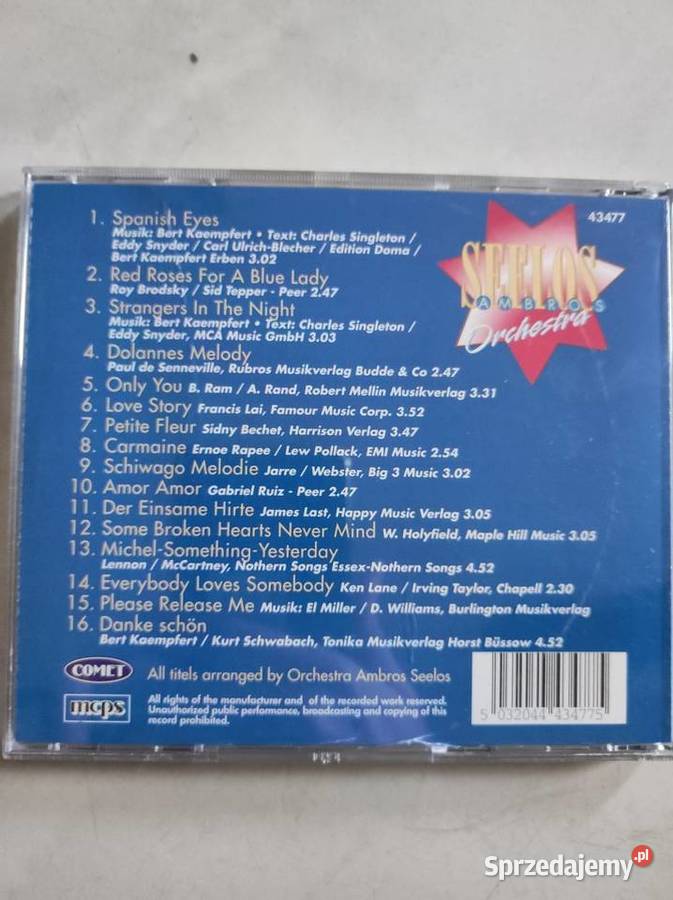 43477
SEELOS
AMBROS
Orchestra
1. Spanish Eyes
Musik: Bert Kaempfert • Text: Charles Singleton /
Eddy Snyder / Carl Ulrich-Blecher / Edition Doma /
Bert Kaempfert Erben 3.02
2. Red Roses For A Blue Lady
Roy Brodsky / Sid Tepper - Peer 2.47
3. Strangers In The Night
Musik: Bert Kaempfert • Text: Charles Singleton /
Eddy Snyder, MCA Music GmbH 3.03
4. Dolannes Melody
Paul de Senneville, Rubros Musikverlag Budde & Co 2.47
5. Only You B. Ram / A. Rand, Robert Mellin Musikverlag 3.31
6. Love Story Francis Lai, Famour Music Corp. 3.52
7. Petite Fleur Sidny Bechet, Harrison Verlag 3.47
8. Carmaine Ernoe Rapee / Lew Pollack, EMI Music 2.54
9. Schiwago Melodie Jarre / Webster, Big 3 Music 3.02
10. Amor Amor Gabriel Ruiz - Peer 2.47
11. Der Einsame Hirte James Last, Happy Music Verlag 3.05
12. Some Broken Hearts Never Mind W. Holyfield, Maple Hill Music 3.05
13. Michel-Something-Yesterday
Lennon / McCartney, Nothern Songs Essex-Nothern Songs 4.52
14. Everybody Loves Somebody Ken Lane / Irving Taylor, Chapell 2.30
15. Please Release Me Musik: El Miller / D. Williams, Burlington Musikverlag
16. Danke schön
Bert Kaempfert / Kurt Schwabach, Tonika Musikverlag Horst Büssow 4.52
COMET
All titels arranged by Orchestra Ambros Seelos
mcps
All rights of the manufacturer and of the recorded work reserved.
Unauthorized public performance, broadcasting and copying of this
record prohibited.
5 032044 434775
Sprzedajemy.pl